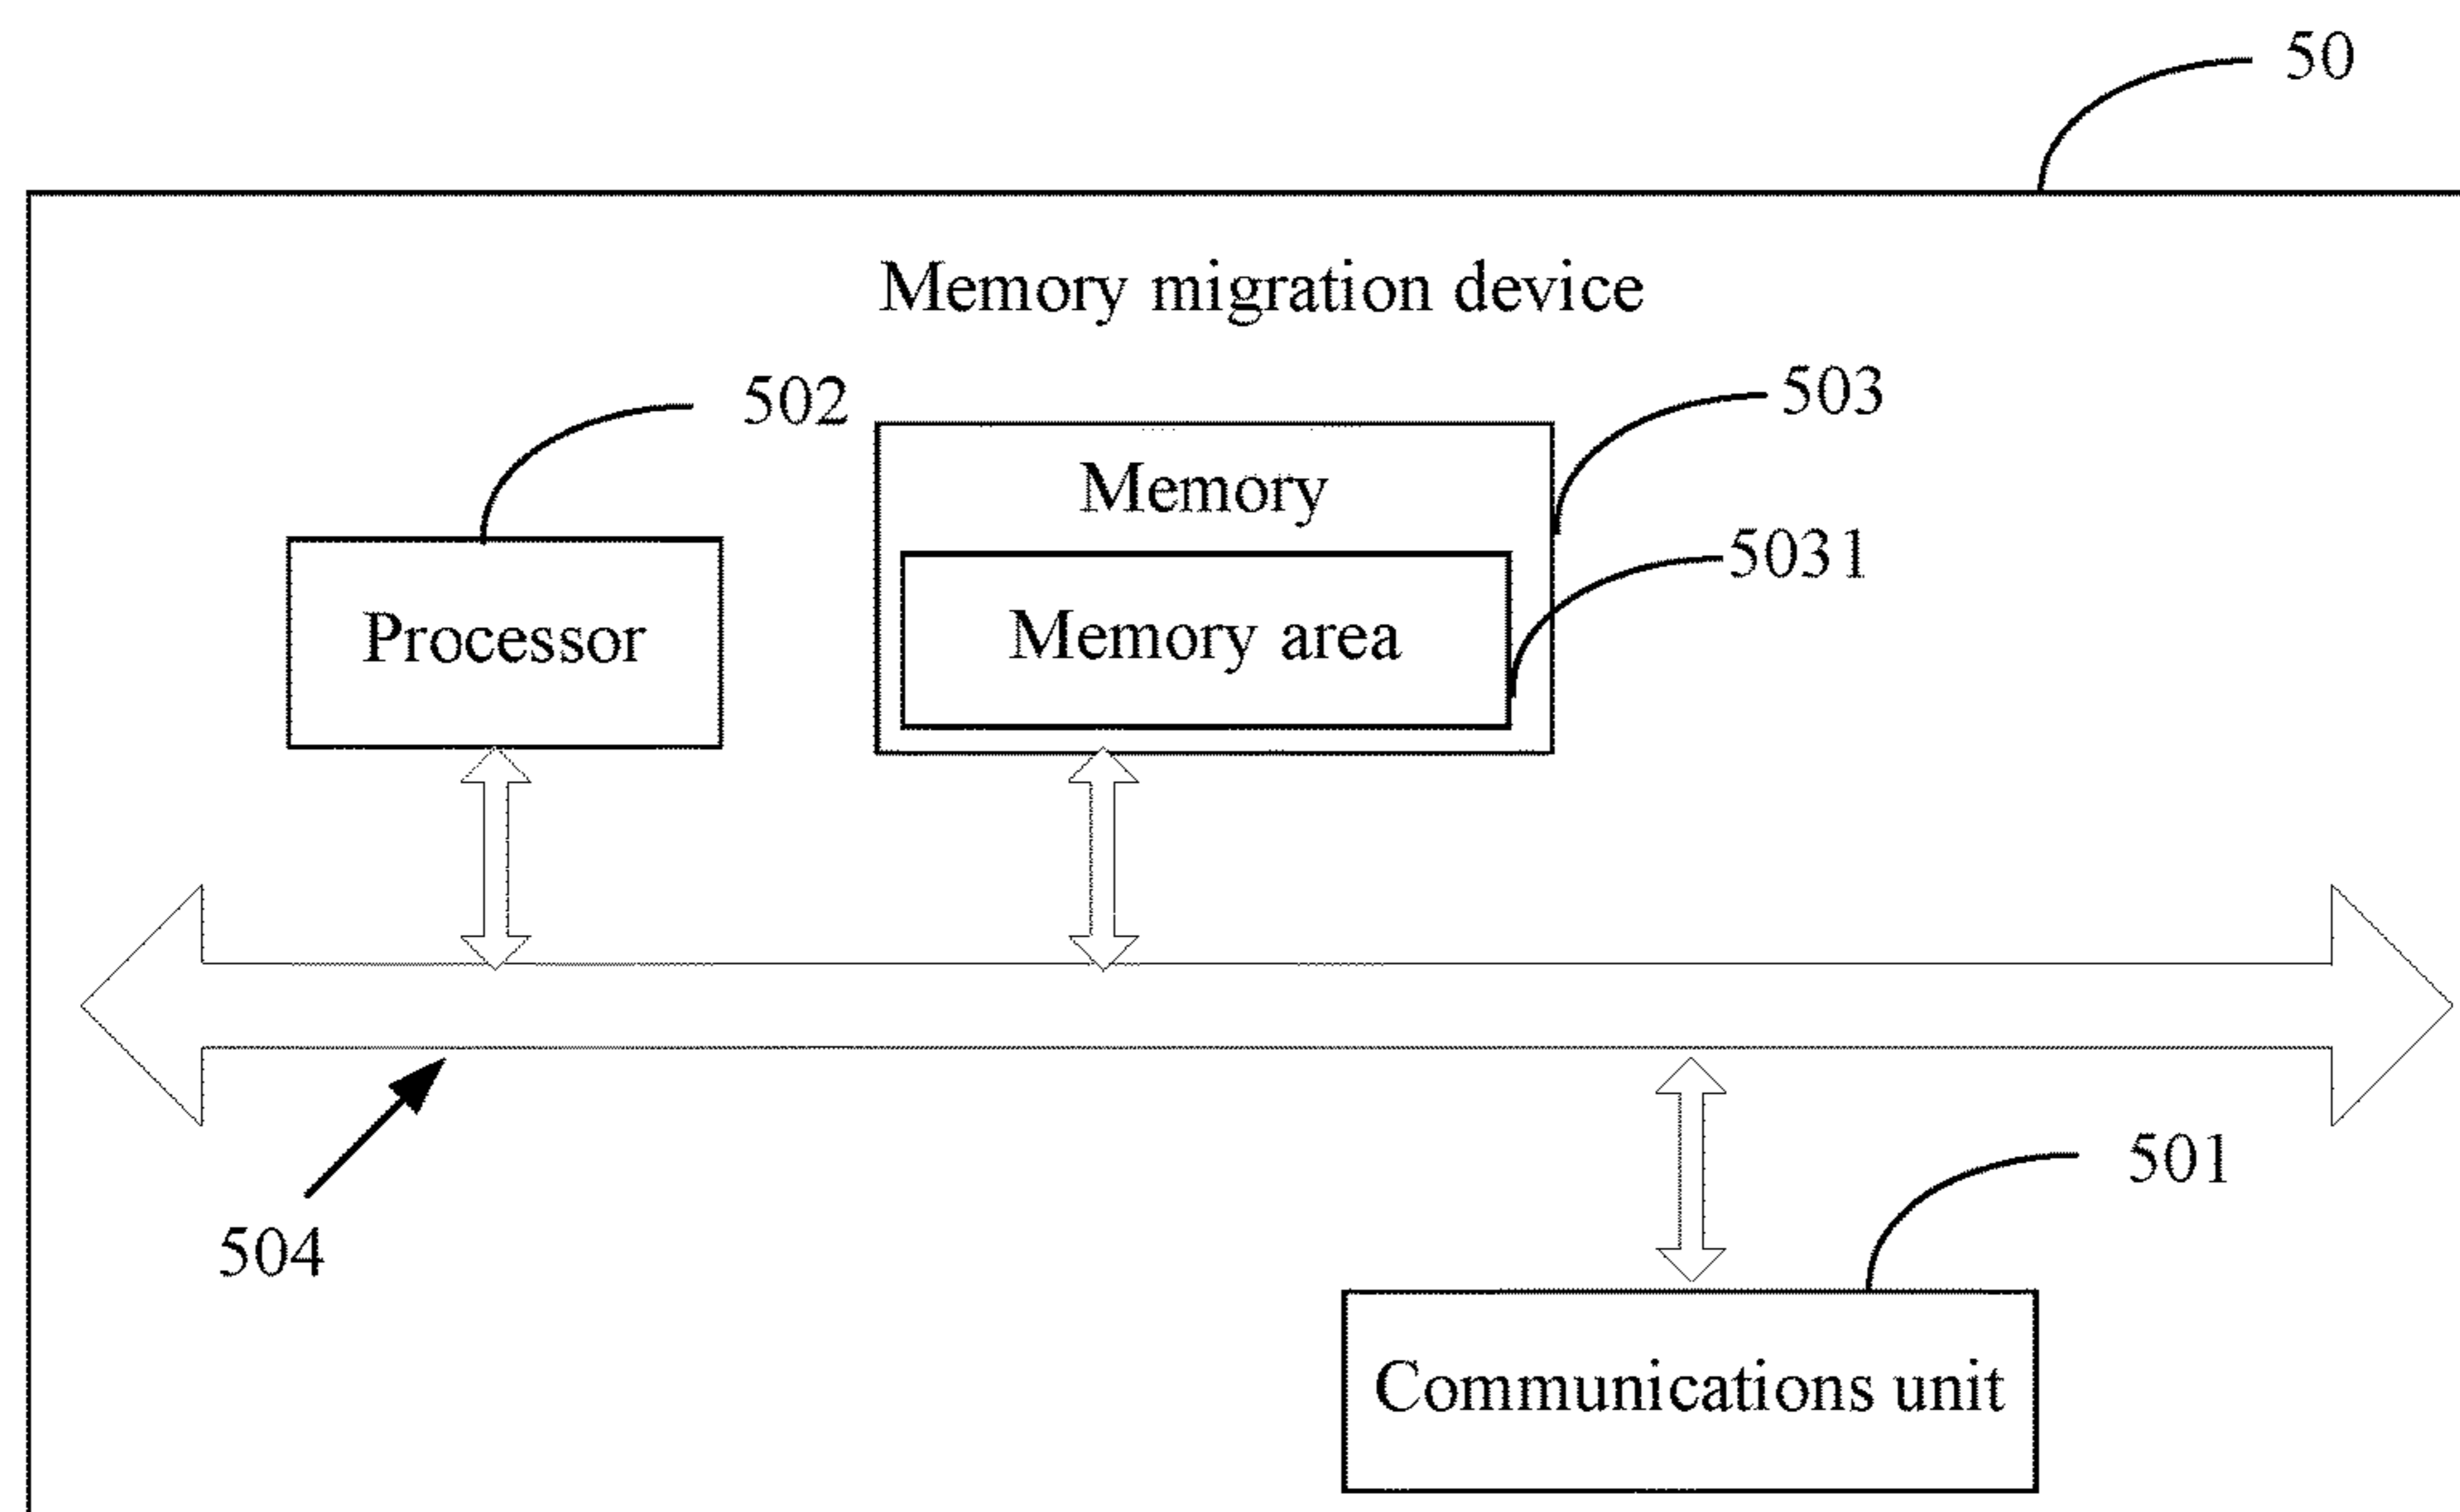 50
Memory migration device
502
503
Memory
5031
Processor
Memory area
501
504
Communications unit